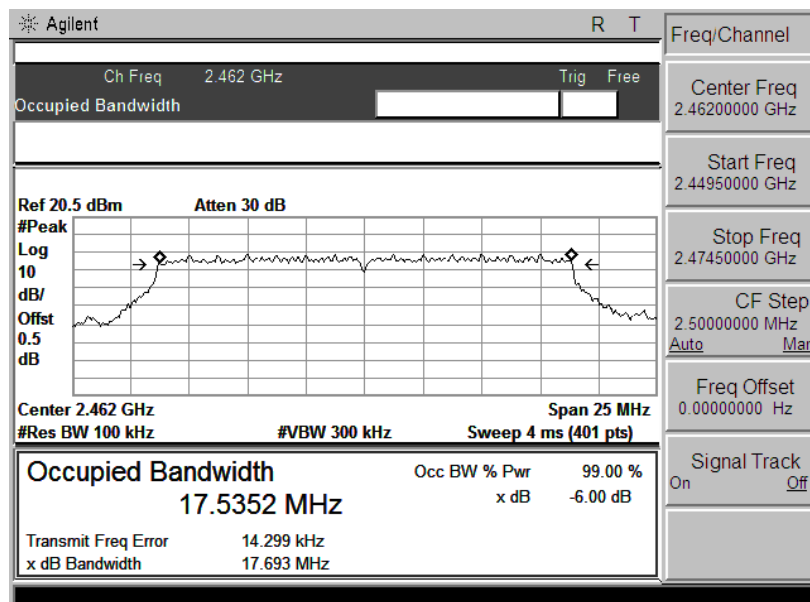 Agilent R T
Freq/Channel
Ch Freq 2.462 GHz Trig Free
Occupied Bandwidth
Center Freq
2.46200000 GHz
Start Freq
2.44950000 GHz
Stop Freq
2.47450000 GHz
CF Step
2.50000000 MHz
Auto Man
Freq Offset
0.00000000 Hz
Signal Track
On Off
Ref 20.5 dBm Atten 30 dB
#Peak
Log
10
dB/
Offst
0.5
dB
Center 2.462 GHz Span 25 MHz
#Res BW 100 kHz #VBW 300 kHz Sweep 4 ms (401 pts)
Occupied Bandwidth
17.5352 MHz
Occ BW % Pwr 99.00 %
x dB -6.00 dB
Transmit Freq Error 14.299 kHz
x dB Bandwidth 17.693 MHz